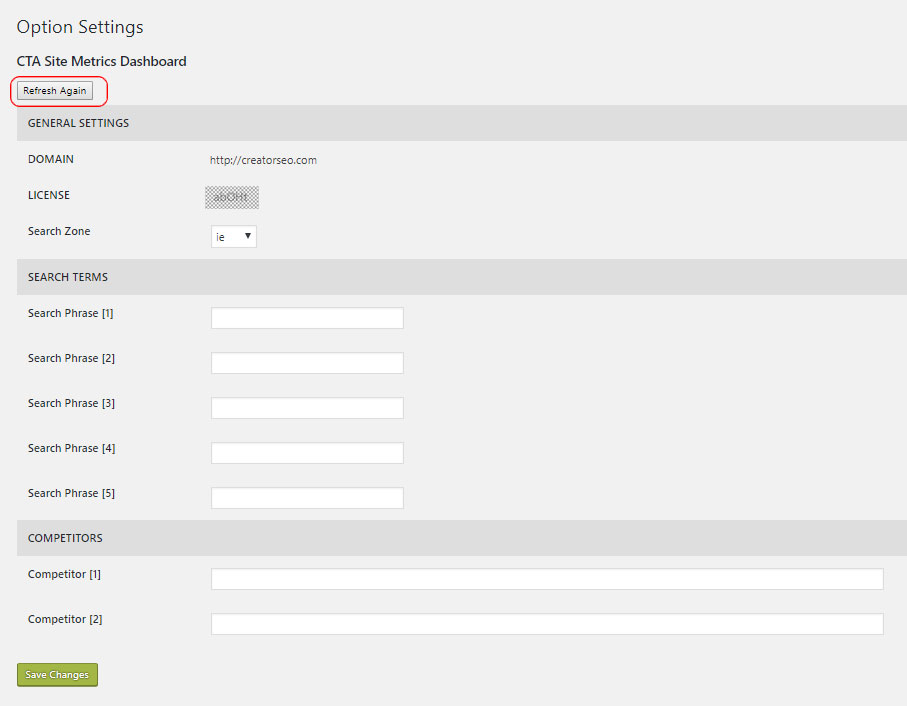 Option Settings
CTA Site Metrics Dashboard
Refresh Again
GENERAL SETTINGS
DOMAIN http://creatorseo.com
LICENSE abOHt
Search Zone ie
SEARCH TERMS
Search Phrase [1]
Search Phrase [2]
Search Phrase [3]
Search Phrase [4]
Search Phrase [5]
COMPETITORS
Competitor [1]
Competitor [2]
Save Changes